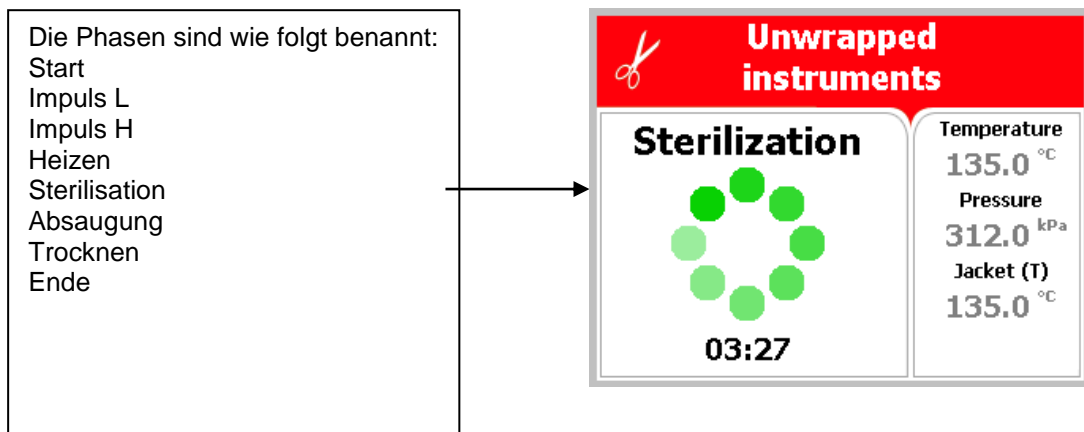 Die Phasen sind wie folgt benannt:
Start
Impuls L
Impuls H
Heizen
Sterilisation
Absaugung
Trocknen
Ende
Unwrapped
instruments
Sterilization
03:27
Temperature
135.0 °C
Pressure
312.0 kPa
Jacket (T)
135.0 °C